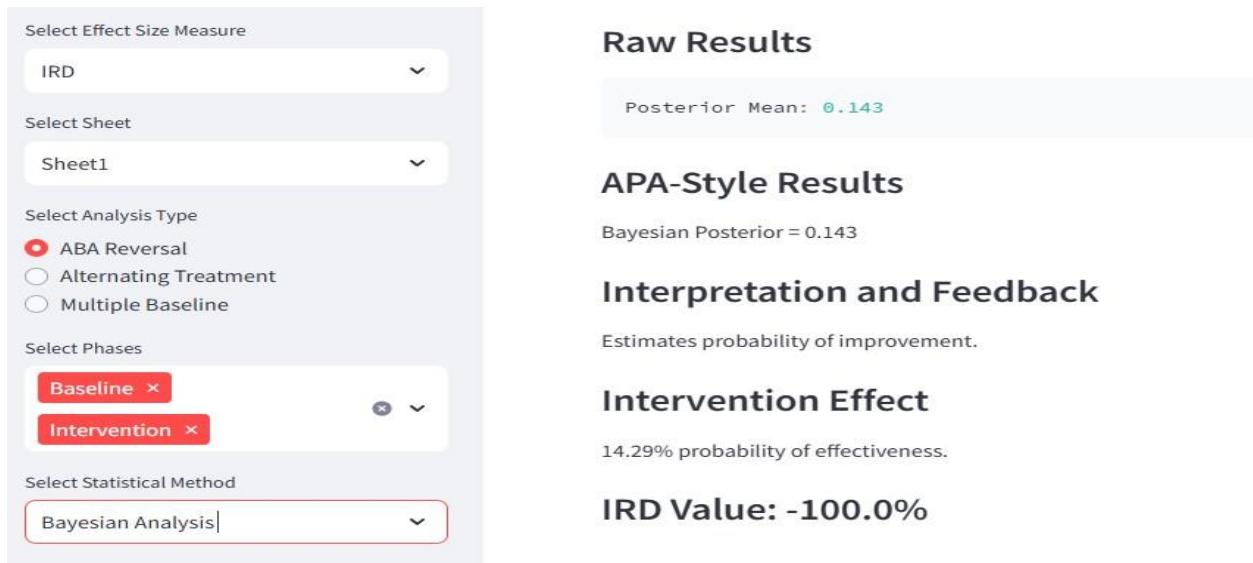 Select Effect Size Measure
IRD
Select Sheet
Sheet1
Select Analysis Type
ABA Reversal
Alternating Treatment
Multiple Baseline
Select Phases
Baseline ×
Intervention ×
Select Statistical Method
Bayesian Analysis
Raw Results
Posterior Mean: 0.143
APA-Style Results
Bayesian Posterior = 0.143
Interpretation and Feedback
Estimates probability of improvement.
Intervention Effect
14.29% probability of effectiveness.
IRD Value: -100.0%